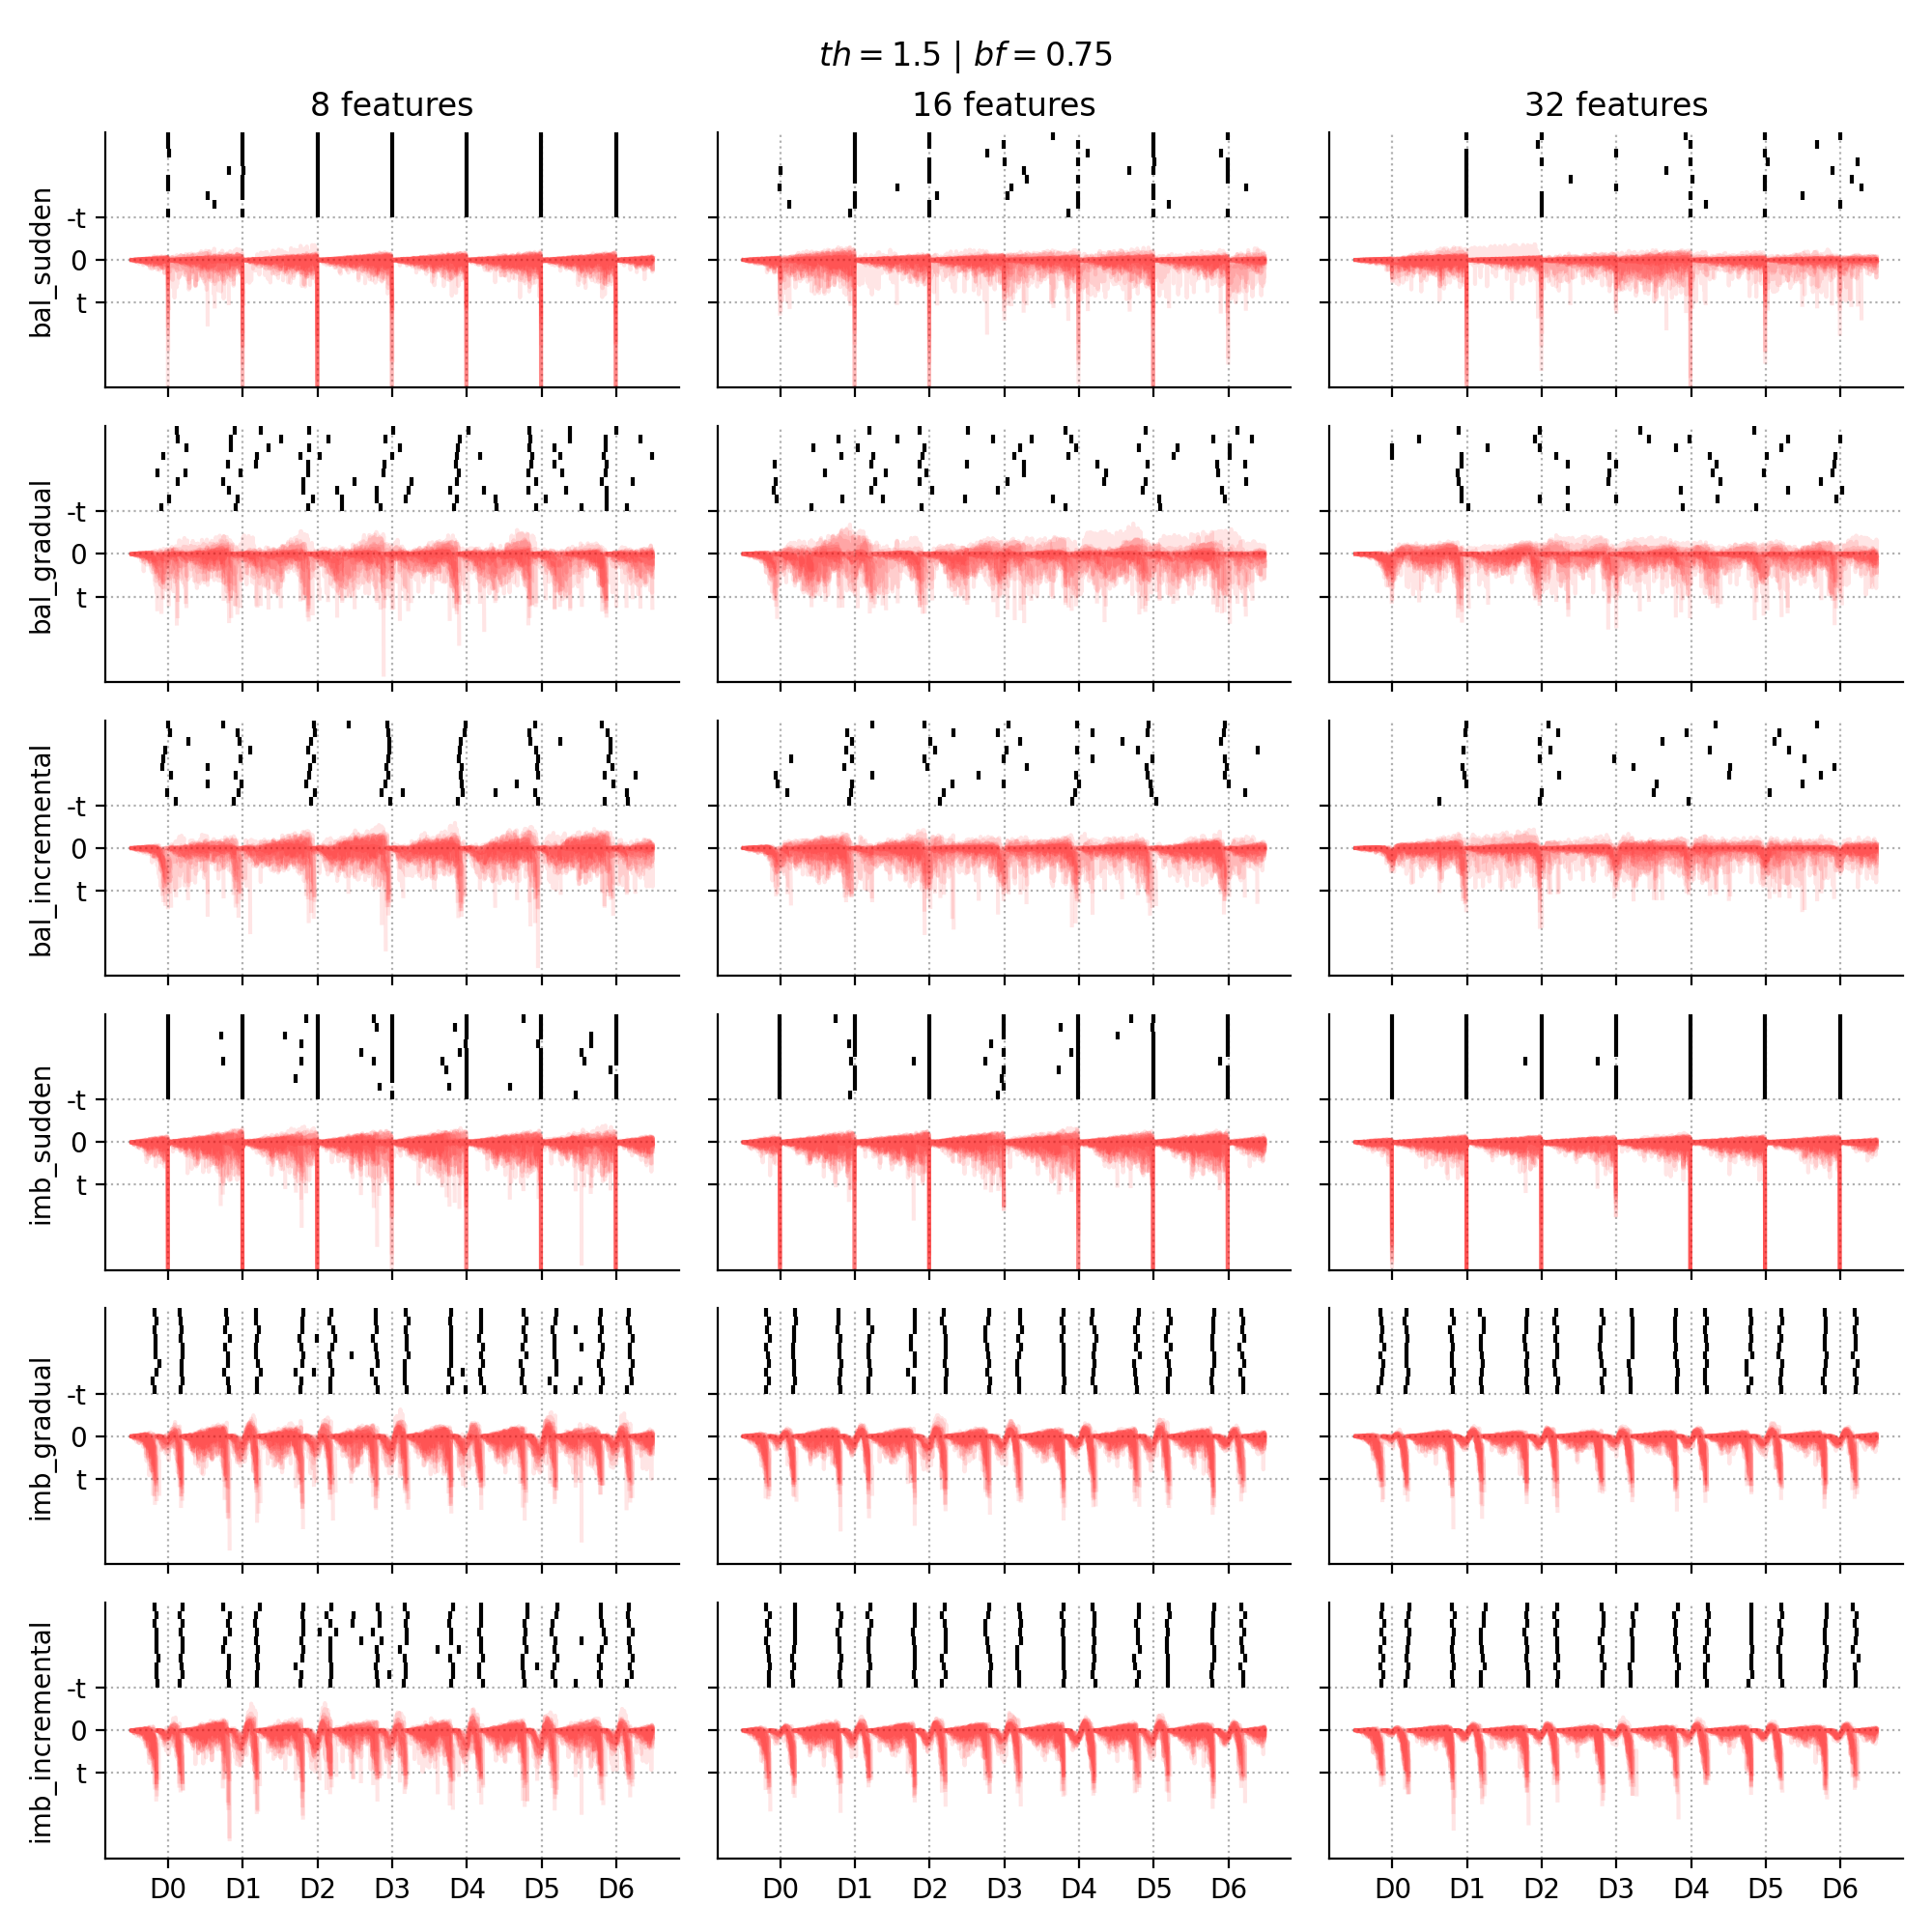 th = 1.5 | bf = 0.75
8 features 16 features 32 features
bal_sudden
-t
0
t
bal_gradual
-t
0
t
bal_incremental
-t
0
t
imb_sudden
-t
0
t
imb_gradual
-t
0
t
imb_incremental
-t
0
t
D0 D1 D2 D3 D4 D5 D6 D0 D1 D2 D3 D4 D5 D6 D0 D1 D2 D3 D4 D5 D6